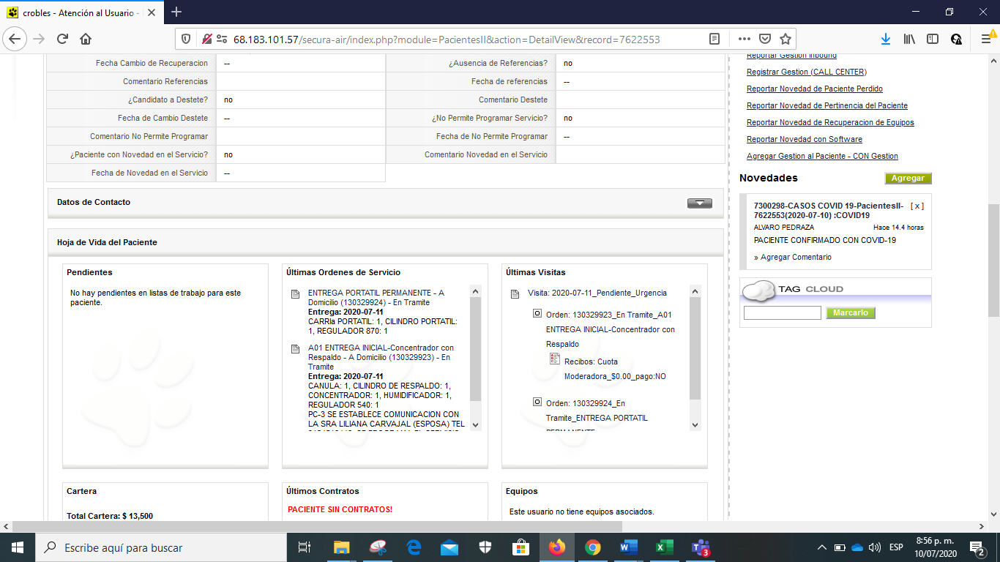 crobles - Atención al Usuario -
68.183.101.57/secura-air/index.php?module=PacientesII&action=DetailView&record=7622553
Fecha Cambio de Recuperacion -- ¿Ausencia de Referencias? no
Comentario Referencias Fecha de referencias --
¿Candidato a Destete? no Comentario Destete
Fecha de Cambio Destete -- ¿No Permite Programar Servicio? no
Comentario No Permite Programar Fecha de No Permite Programar --
¿Paciente con Novedad en el Servicio? no Comentario Novedad en el Servicio
Fecha de Novedad en el Servicio --
Datos de Contacto
Hoja de Vida del Paciente
Pendientes
No hay pendientes en listas de trabajo para este
paciente.
Últimas Ordenes de Servicio
ENTREGA PORTATIL PERMANENTE - A
Domicilio (130329924) - En Tramite
Entrega: 2020-07-11
CARRIa PORTATIL: 1, CILINDRO PORTATIL:
1, REGULADOR 870: 1
A01 ENTREGA INICIAL-Concentrador con
Respaldo - A Domicilio (130329923) - En
Tramite
Entrega: 2020-07-11
CANULA: 1, CILINDRO DE RESPALDO: 1,
CONCENTRADOR: 1, HUMIDIFICADOR: 1,
REGULADOR 540: 1
PC-3 SE ESTABLECE COMUNICACION CON
LA SRA LILIANA CARVAJAL (ESPOSA) TEL
Últimas Visitas
Visita: 2020-07-11_Pendiente_Urgencia
Orden: 130329923_En Tramite_A01
ENTREGA INICIAL-Concentrador con
Respaldo
Recibos: Cuota
Moderadora_$0.00_pago:NO
Orden: 130329924_En
Tramite_ENTREGA PORTATIL
PERMANENTE
Cartera
Total Cartera: $ 13,500
Últimos Contratos
PACIENTE SIN CONTRATOS!
Equipos
Este usuario no tiene equipos asociados.
Reportar Gestion Inbound
Registrar Gestion (CALL CENTER)
Reportar Novedad de Paciente Perdido
Reportar Novedad de Pertinencia del Paciente
Reportar Novedad de Recuperacion de Equipos
Reportar Novedad con Software
Agregar Gestion al Paciente - CON Gestion
Novedades Agregar
7300298-CASOS COVID 19-PacientesII- [ x ]
7622553(2020-07-10) :COVID19
ALVARO PEDRAZA Hace 14.4 horas
PACIENTE CONFIRMADO CON COVID-19
» Agregar Comentario
TAG CLOUD
Marcarlo
Escribe aquí para buscar
3
ESP
8:56 p. m.
10/07/2020
2